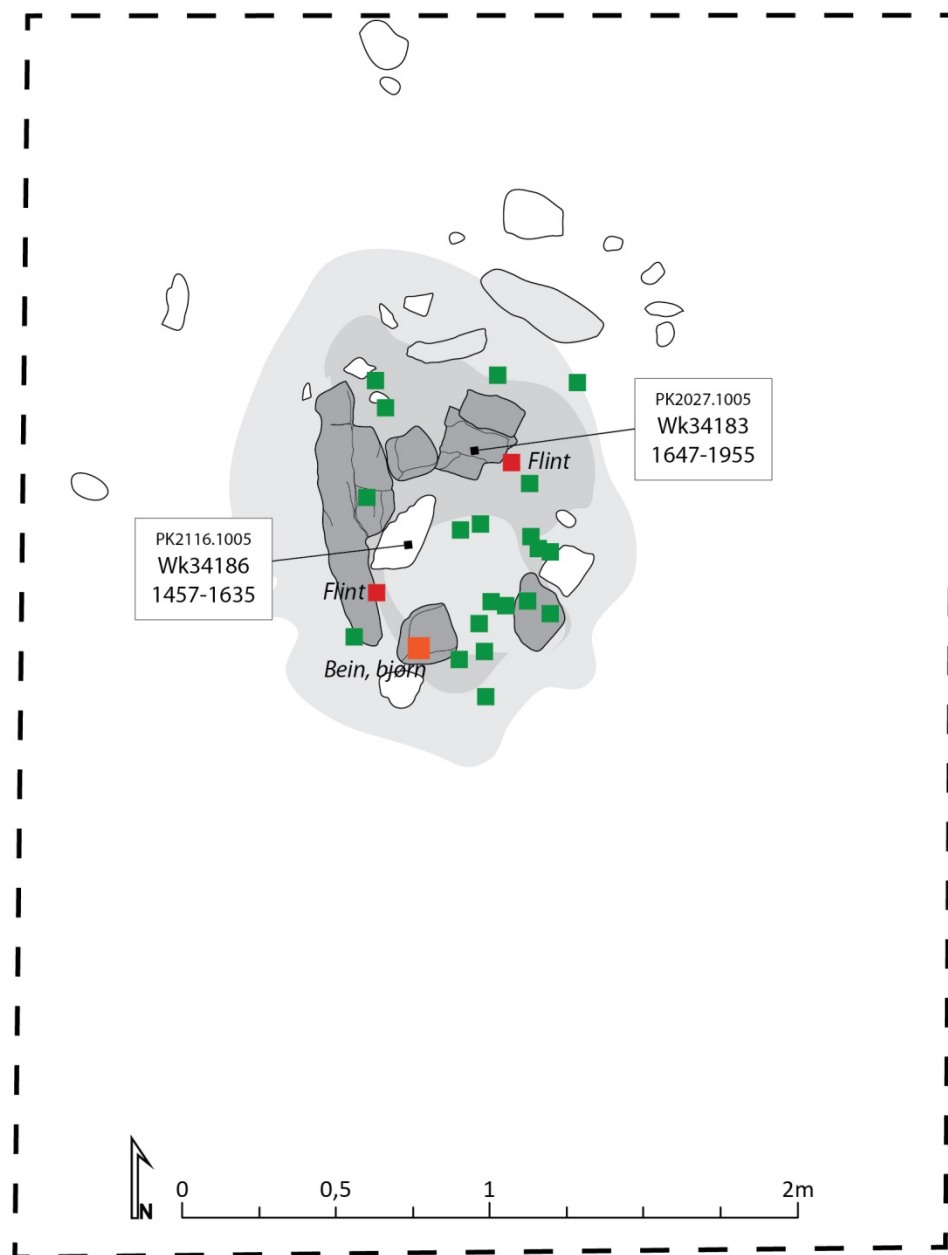 PK2027.1005
Wk34183
1647-1955
Flint
PK2116.1005
Wk34186
1457-1635
Flint
Bein, bjørn
N
0 0,5 1 2m